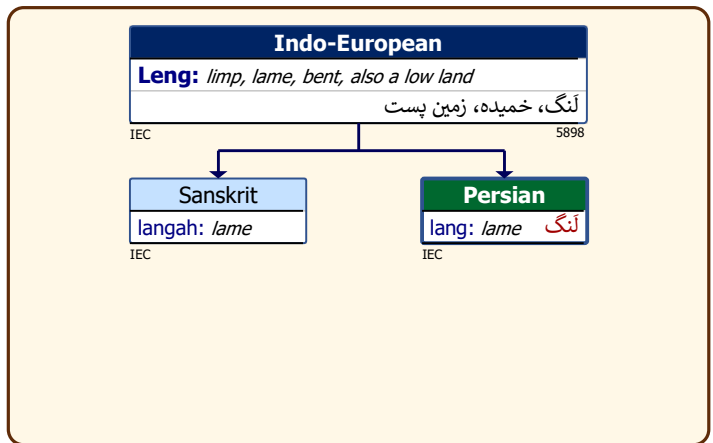 Indo-European
Leng: limp, lame, bent, also a low land
لَنگ، خمیده، زمین پست
IEC 5898
Sanskrit
langah: lame
IEC
Persian
lang: lame لَنگ
IEC